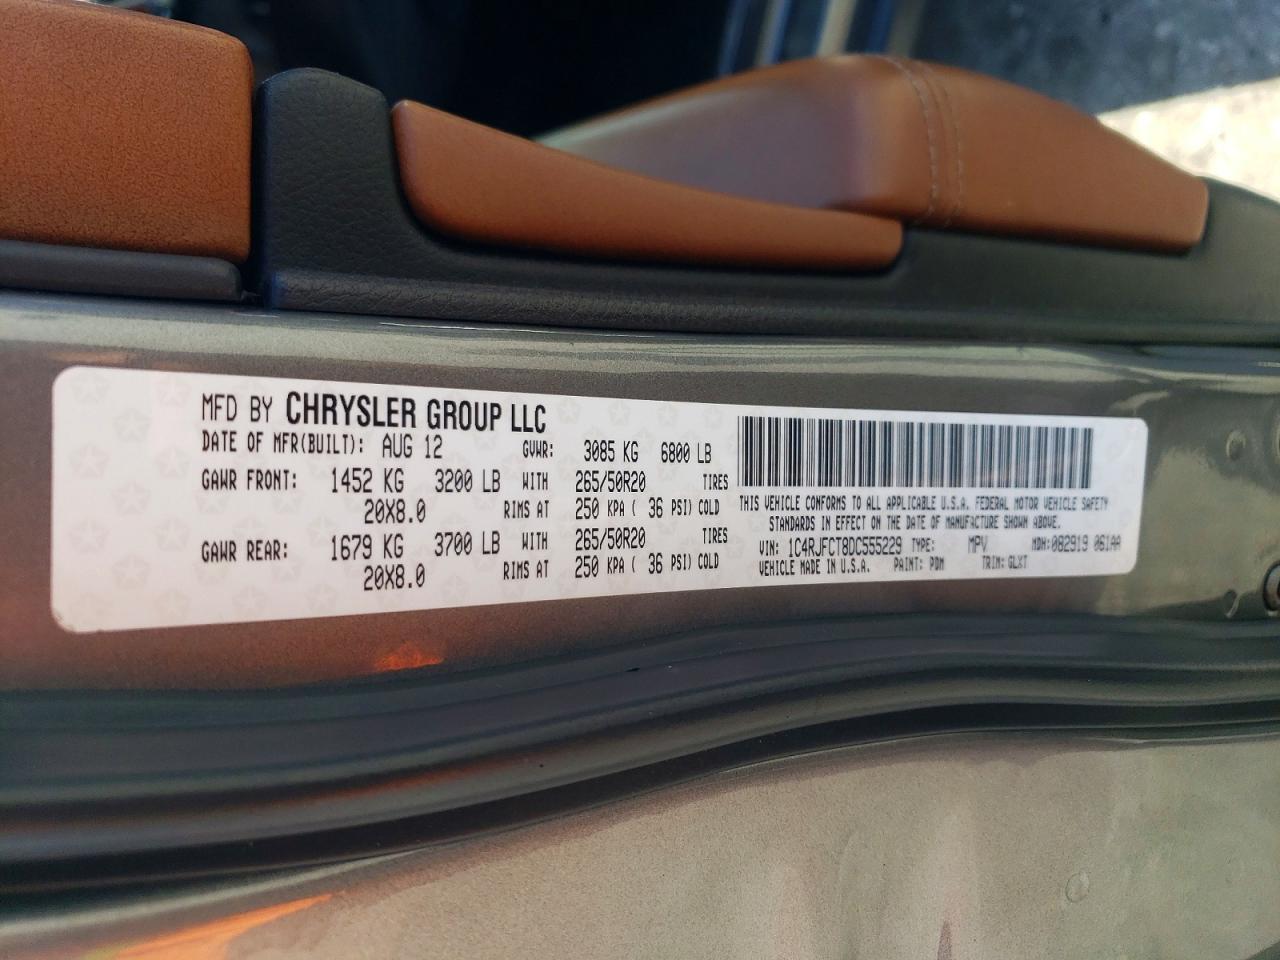 MFD BY CHRYSLER GROUP LLC
DATE OF MFR(BUILT): AUG 12 GVWR: 3085 KG 6800 LB
GAWR FRONT: 1452 KG 3200 LB WITH 265/50R20 TIRES
20X8.0 RIMS AT 250 KPA ( 36 PSI) COLD
GAWR REAR: 1679 KG 3700 LB WITH 265/50R20 TIRES
20X8.0 RIMS AT 250 KPA ( 36 PSI) COLD
THIS VEHICLE CONFORMS TO ALL APPLICABLE U.S.A. FEDERAL MOTOR VEHICLE SAFETY
STANDARDS IN EFFECT ON THE DATE OF MANUFACTURE SHOWN ABOVE.
VIN: 1C4RJFCT8DC555229 TYPE: MPV MDH:082919 061AA
VEHICLE MADE IN U.S.A. PAINT: PDM TRIM: GLXT